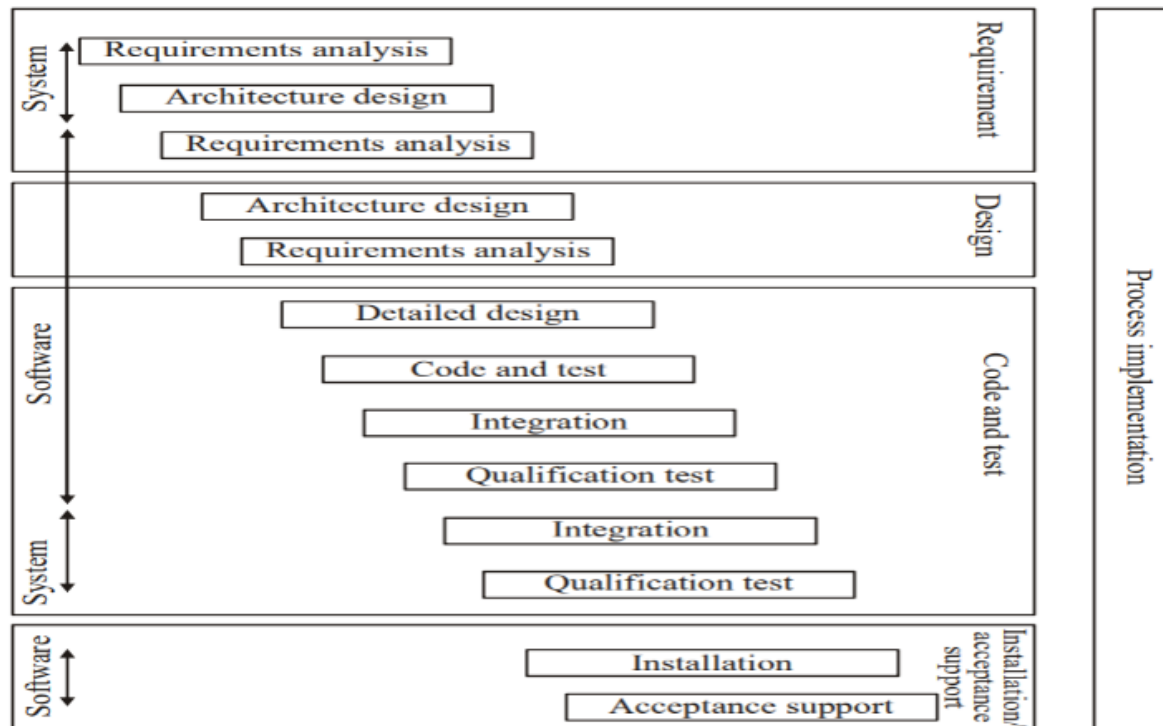 System
Requirements analysis
Architecture design
Requirements analysis
Requirement
Architecture design
Requirements analysis
Design
Software
Detailed design
Code and test
Integration
Qualification test
Code and test
System
Integration
Qualification test
Software
Installation
Acceptance support
Installation/
acceptance
support
Process implementation